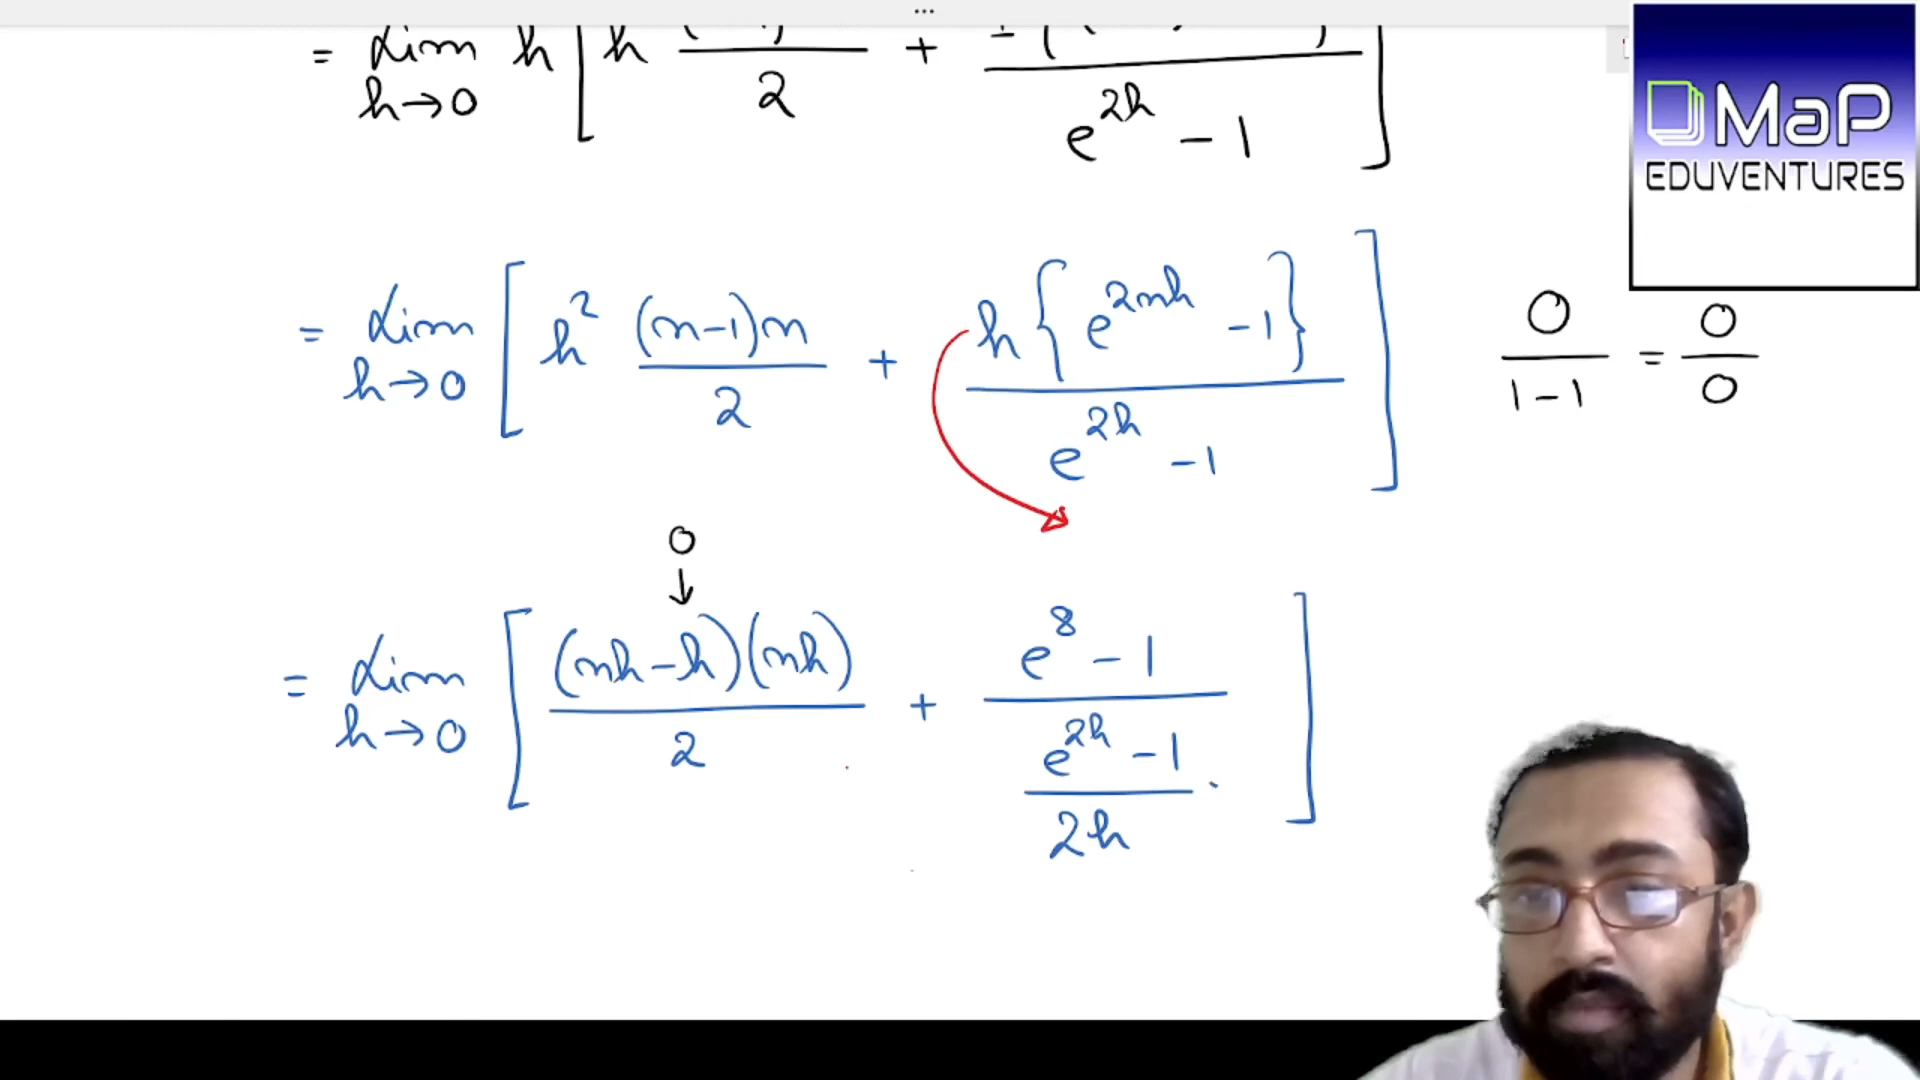 ...
= Lim h→0 h [ h 2 + e^{2h} - 1 ]
MaP
EDUVENTURES
= Lim h→0 [ h^2 (n-1)n/2 + h{e^{2nh} -1}/(e^{2h} -1) ]
0/(1-1) = 0/0
0
↓
= Lim h→0 [ (nh-h)(nh)/2 + (e^8 - 1)/((e^{2h} -1)/2h · ]